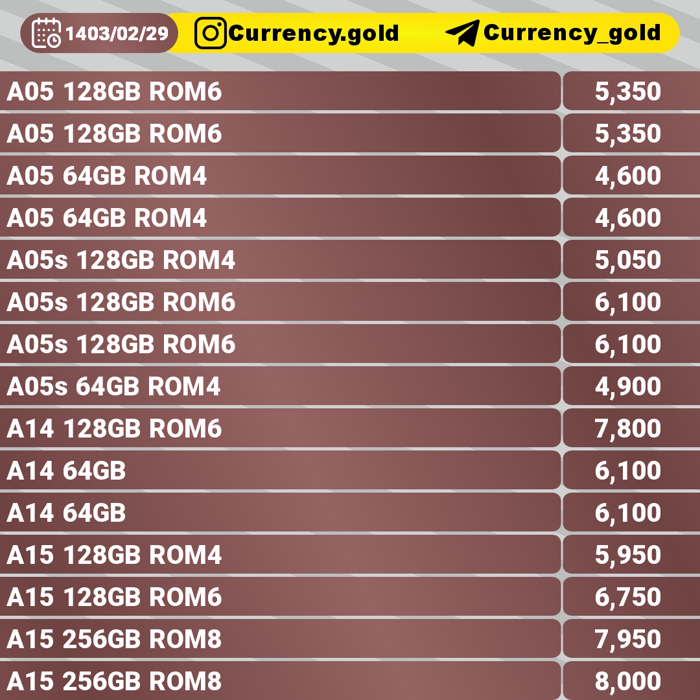 1403/02/29 Currency.gold Currency_gold
A05 128GB ROM6 5,350
A05 128GB ROM6 5,350
A05 64GB ROM4 4,600
A05 64GB ROM4 4,600
A05s 128GB ROM4 5,050
A05s 128GB ROM6 6,100
A05s 128GB ROM6 6,100
A05s 64GB ROM4 4,900
A14 128GB ROM6 7,800
A14 64GB 6,100
A14 64GB 6,100
A15 128GB ROM4 5,950
A15 128GB ROM6 6,750
A15 256GB ROM8 7,950
A15 256GB ROM8 8,000